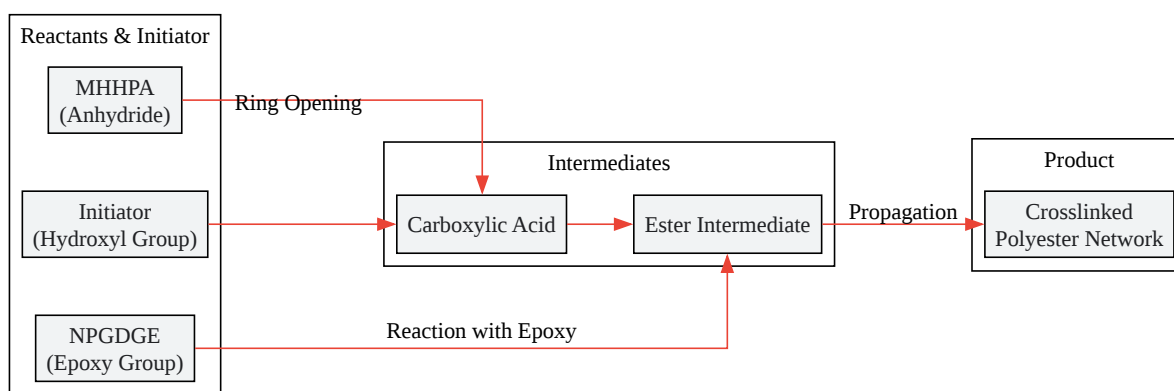 Reactants & Initiator
MHHPA
(Anhydride)
Ring Opening
Initiator
(Hydroxyl Group)
NPGDGE
(Epoxy Group)
Reaction with Epoxy
Intermediates
Carboxylic Acid
Ester Intermediate
Propagation
Product
Crosslinked
Polyester Network